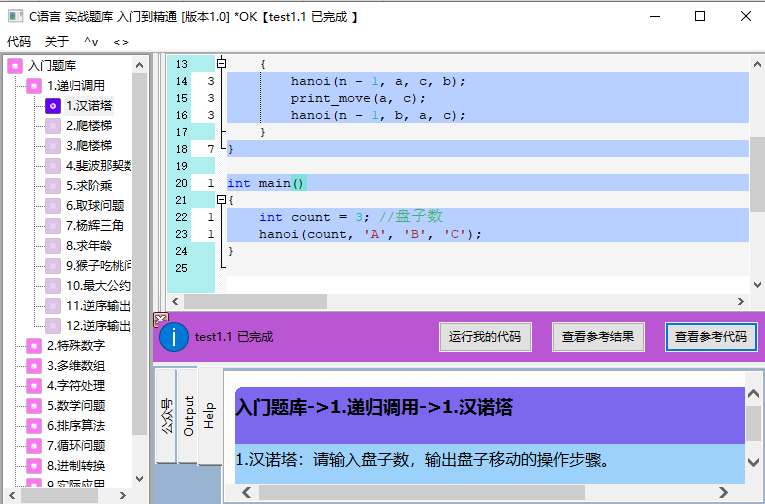 C语言 实战题库 入门到精通 [版本1.0] *OK【test1.1 已完成 】
代码 关于 ^v <>
入门题库
1.递归调用
1.汉诺塔
2.爬楼梯
3.爬楼梯
4.斐波那契数
5.求阶乘
6.取球问题
7.杨辉三角
8.求年龄
9.猴子吃桃问
10.最大公约
11.逆序输出
12.逆序输出
2.特殊数字
3.多维数组
4.字符处理
5.数学问题
6.排序算法
7.循环问题
8.进制转换
9.实际应用
13 {
14 3 hanoi(n - 1, a, c, b);
15 3 print_move(a, c);
16 3 hanoi(n - 1, b, a, c);
17 }
18 7 }
19
20 1 int main()
21 {
22 1 int count = 3; //盘子数
23 1 hanoi(count, 'A', 'B', 'C');
24 }
25
test1.1 已完成
运行我的代码 查看参考结果 查看参考代码
公众号
Output
Help
入门题库->1.递归调用->1.汉诺塔
1.汉诺塔：请输入盘子数，输出盘子移动的操作步骤。